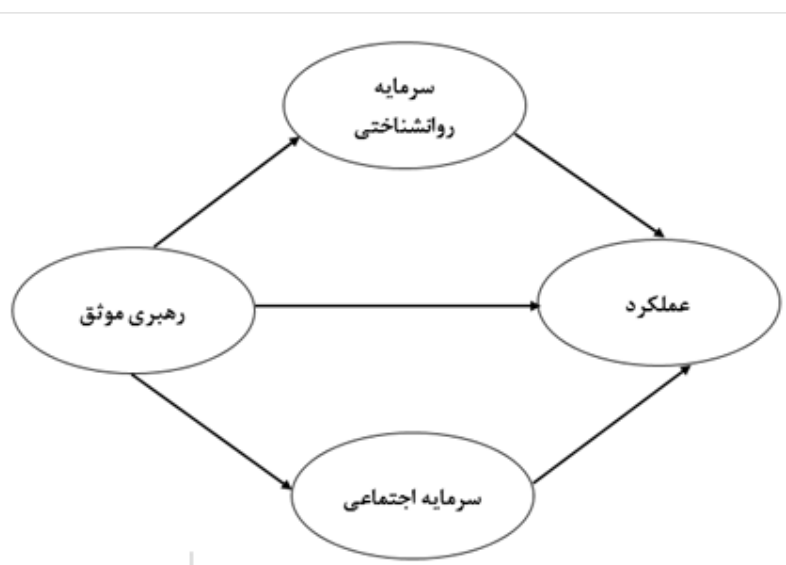 سرمایه
روانشناختی
رهبری موثق
عملکرد
سرمایه اجتماعی